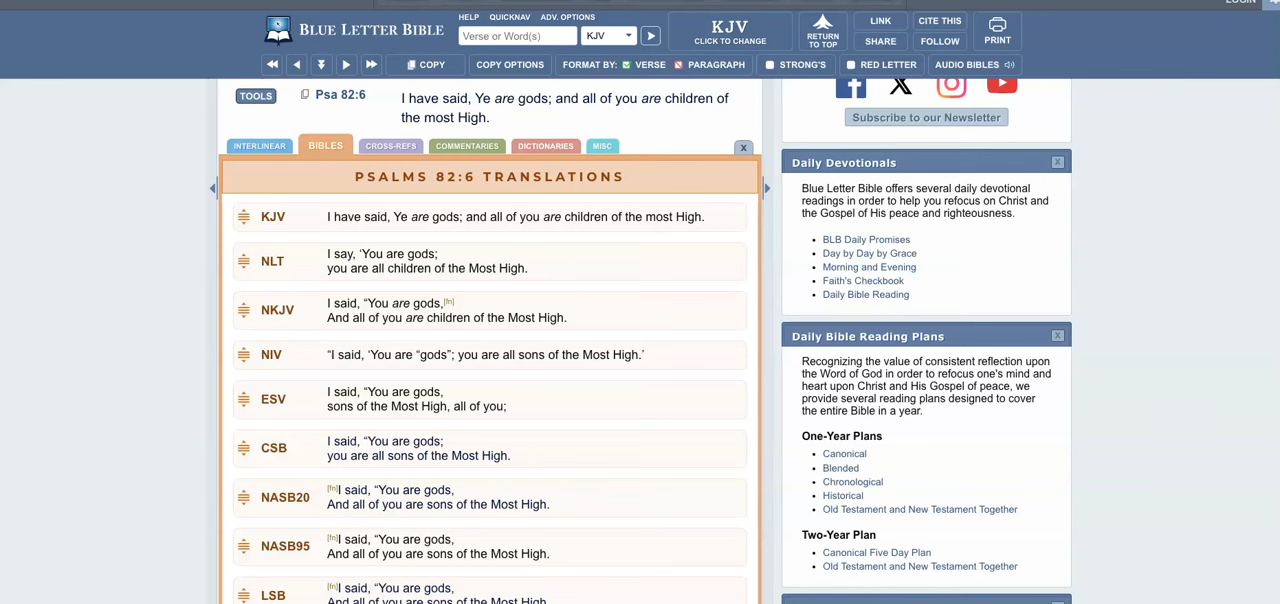 LOGIN
BLUE LETTER BIBLE
HELP QUICKNAV ADV. OPTIONS
Verse or Word(s)
KJV
KJV
CLICK TO CHANGE
RETURN
TO TOP
LINK
CITE THIS
SHARE
FOLLOW
PRINT
COPY
COPY OPTIONS
FORMAT BY: VERSE PARAGRAPH
STRONG'S
RED LETTER
AUDIO BIBLES
TOOLS
Psa 82:6
I have said, Ye are gods; and all of you are children of
the most High.
INTERLINEAR
BIBLES
CROSS-REFS
COMMENTARIES
DICTIONARIES
MISC
X
PSALMS 82:6 TRANSLATIONS
KJV
I have said, Ye are gods; and all of you are children of the most High.
NLT
I say, ‘You are gods;
you are all children of the Most High.
NKJV
I said, “You are gods,[fn]
And all of you are children of the Most High.
NIV
“I said, ‘You are “gods”; you are all sons of the Most High.’
ESV
I said, “You are gods,
sons of the Most High, all of you;
CSB
I said, “You are gods;
you are all sons of the Most High.
NASB20
[fn]I said, “You are gods,
And all of you are sons of the Most High.
NASB95
[fn]I said, “You are gods,
And all of you are sons of the Most High.
LSB
[fn]I said, “You are gods,
And all of you are sons of the Most High.
Subscribe to our Newsletter
Daily Devotionals
X
Blue Letter Bible offers several daily devotional
readings in order to help you refocus on Christ and
the Gospel of His peace and righteousness.
BLB Daily Promises
Day by Day by Grace
Morning and Evening
Faith's Checkbook
Daily Bible Reading
Daily Bible Reading Plans
X
Recognizing the value of consistent reflection upon
the Word of God in order to refocus one's mind and
heart upon Christ and His Gospel of peace, we
provide several reading plans designed to cover
the entire Bible in a year.
One-Year Plans
Canonical
Blended
Chronological
Historical
Old Testament and New Testament Together
Two-Year Plan
Canonical Five Day Plan
Old Testament and New Testament Together